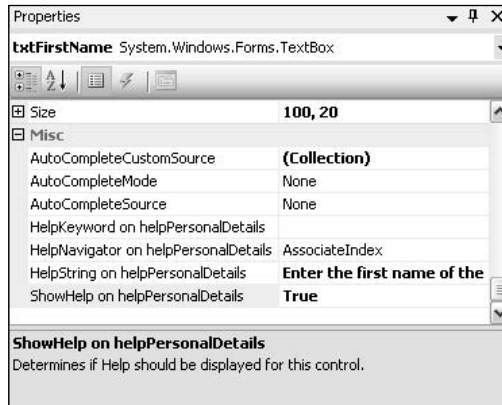 Properties
txtFirstName System.Windows.Forms.TextBox
Size 100, 20
Misc
AutoCompleteCustomSource (Collection)
AutoCompleteMode None
AutoCompleteSource None
HelpKeyword on helpPersonalDetails
HelpNavigator on helpPersonalDetails AssociateIndex
HelpString on helpPersonalDetails Enter the first name of the
ShowHelp on helpPersonalDetails True
ShowHelp on helpPersonalDetails
Determines if Help should be displayed for this control.